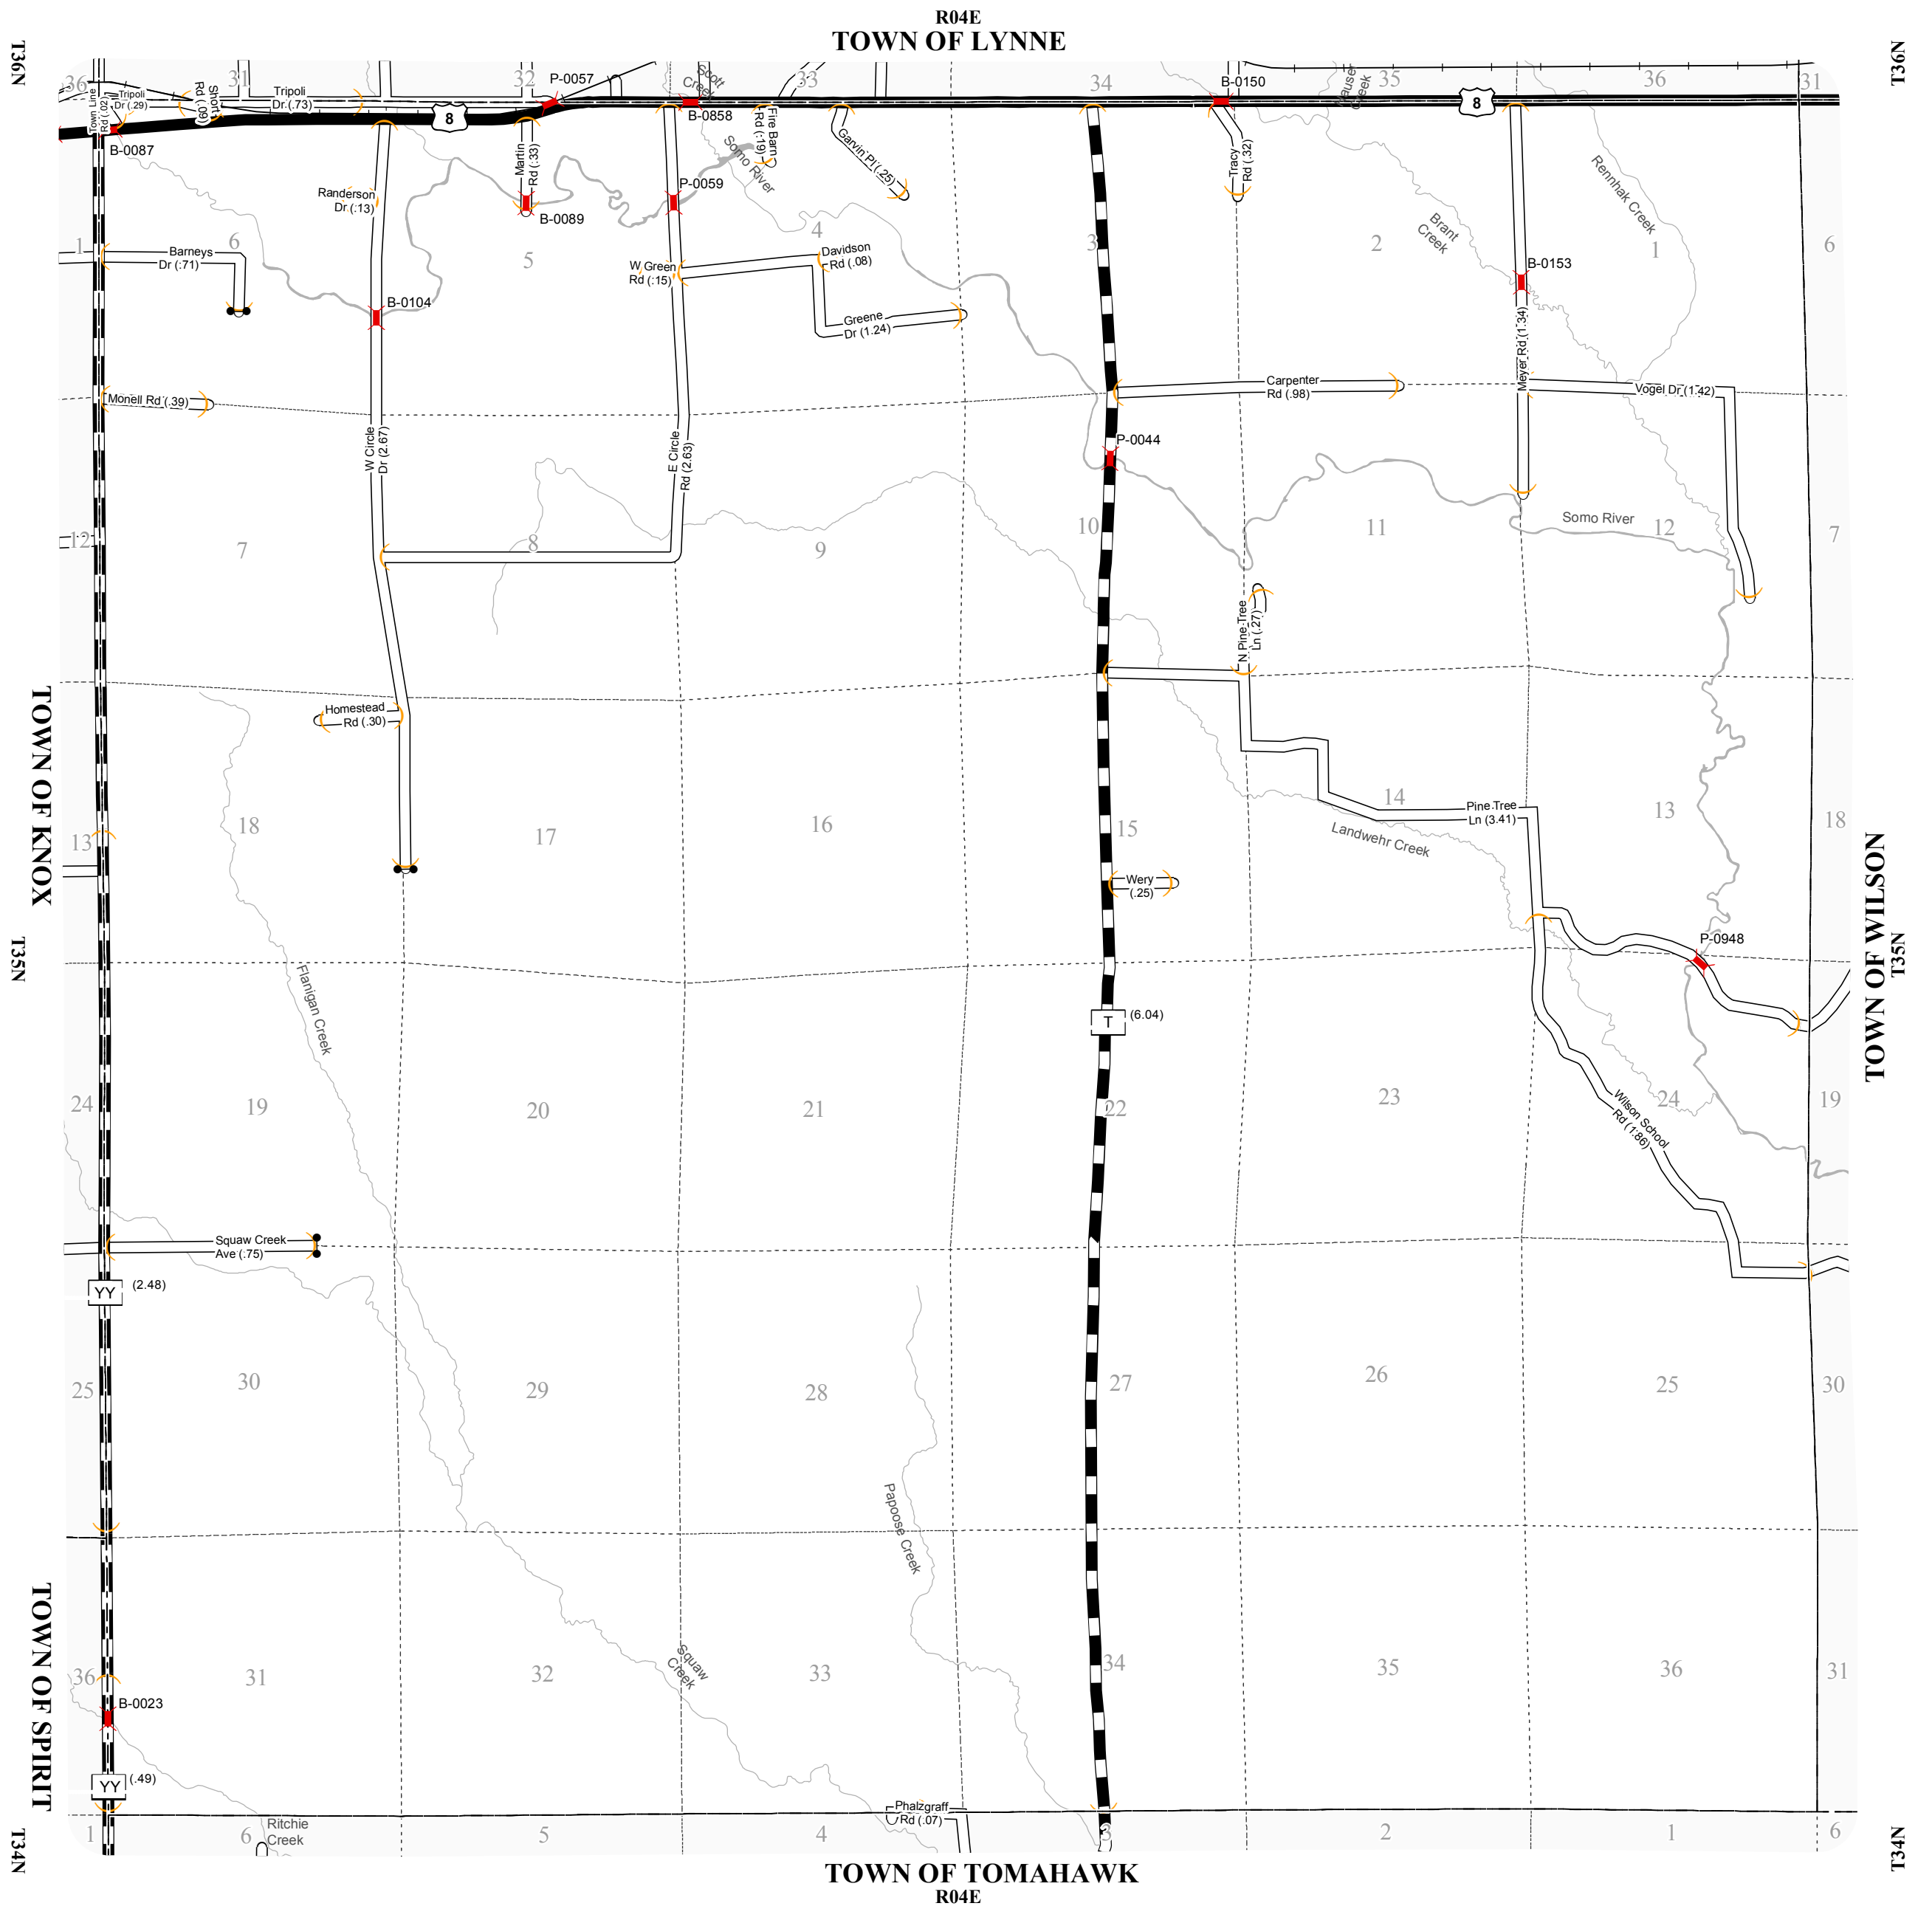 R04E
TOWN OF LYNNE
T36N
T36N
36
31
32
33
34
35
36
31
P-0057
Scott
Creek
B-0150
Creek
Town Line
Rd (.02)
Tripoli
Dr (.29)
Short
Rd (.09)
Tripoli
Dr (.73)
8
8
B-0858
B-0087
Martin
Rd (.33)
Fire Barn
Rd (.19)
Somo River
Garvin Pl (.25)
Tracy
Rd (.32)
Rennhak Creek
Randerson
Dr (.13)
P-0059
B-0089
Brant
Creek
1
6
5
4
3
2
1
6
Barneys
Dr (.71)
W Green
Rd (.15)
Davidson
Rd (.08)
B-0153
B-0104
Greene
Dr (1.24)
Meyer Rd (1.34)
Monell Rd (.39)
Carpenter
Rd (.98)
Vogel Dr (1.42)
W Circle
Dr (2.67)
E Circle
Rd (2.63)
P-0044
Somo River
12
7
8
9
10
11
12
7
N Pine Tree
Ln (.27)
Homestead
Rd (.30)
TOWN OF KNOX
13
18
17
16
15
14
13
18
Pine Tree
Ln (3.41)
Landwehr Creek
Wery
(.25)
TOWN OF WILSON
P-0948
T35N
T35N
Flanigan Creek
T
(6.04)
24
19
20
21
22
23
24
19
Wilson School
Rd (1.86)
Squaw Creek
Ave (.75)
YY
(2.48)
25
30
29
28
27
26
25
30
Papoose Creek
TOWN OF SPIRIT
36
31
32
33
34
35
36
31
Squaw
Creek
B-0023
YY
(.49)
Phalzgraff
Rd (.07)
Ritchie
Creek
1
6
5
4
3
2
1
6
T34N
T34N
TOWN OF TOMAHAWK
R04E